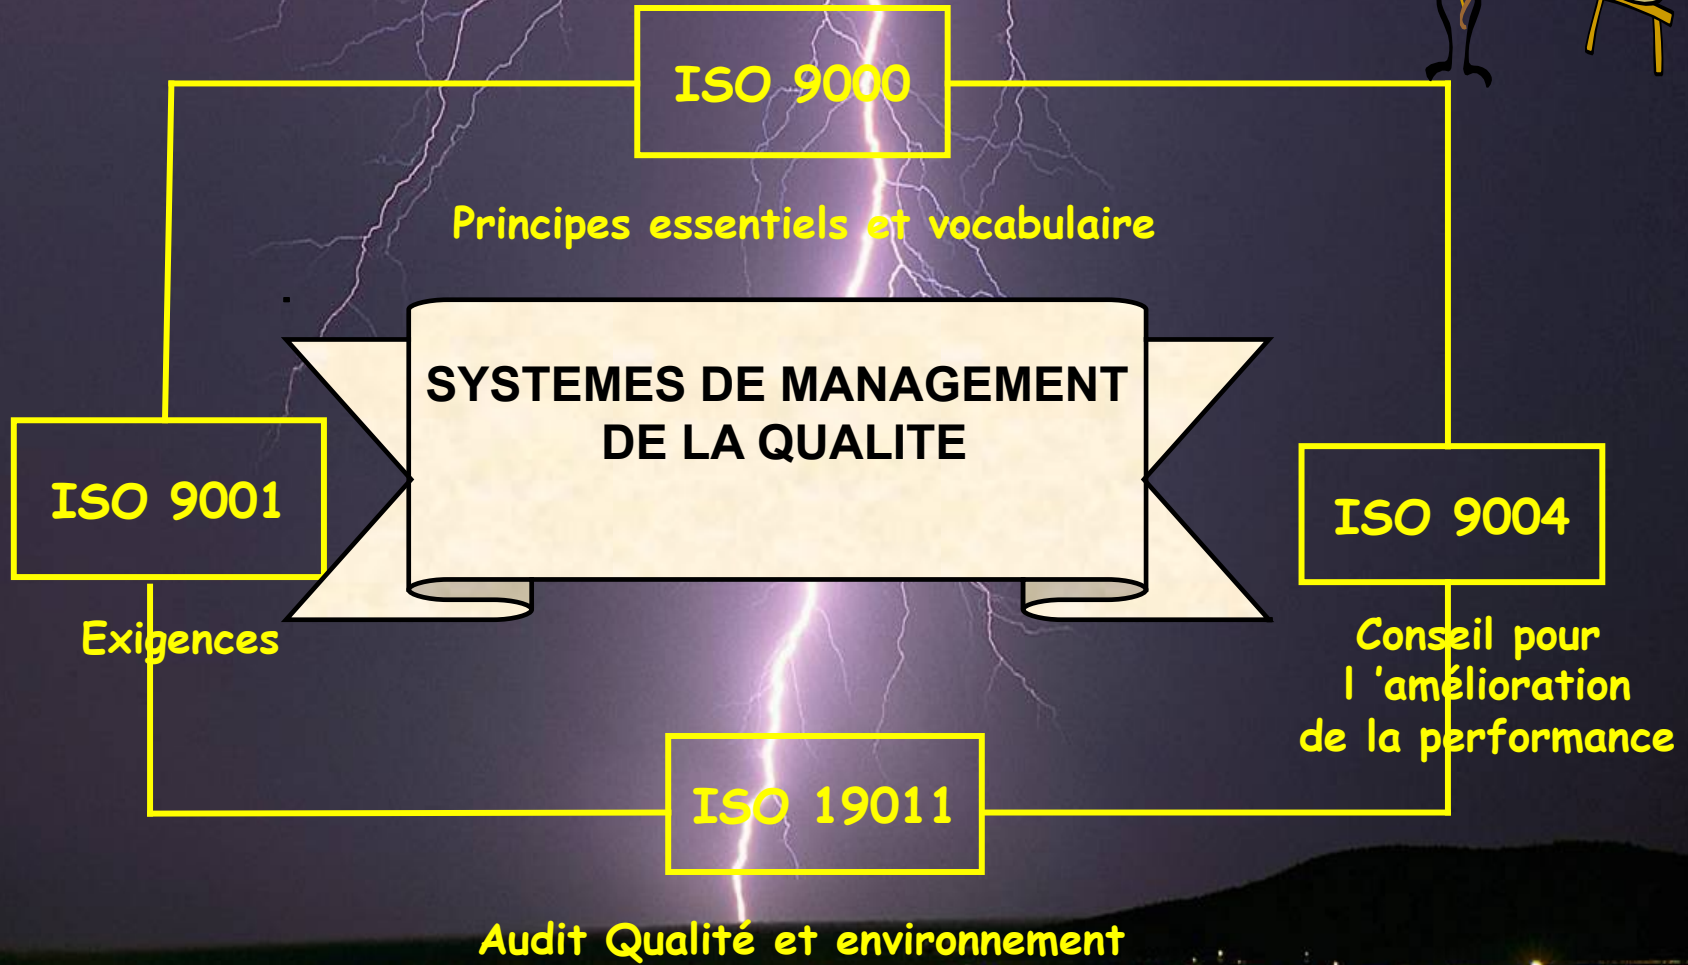 ISO 9000
Principes essentiels et vocabulaire
SYSTEMES DE MANAGEMENT
DE LA QUALITE
ISO 9001
Exigences
ISO 9004
Conseil pour
l ’amélioration
de la performance
ISO 19011
Audit Qualité et environnement